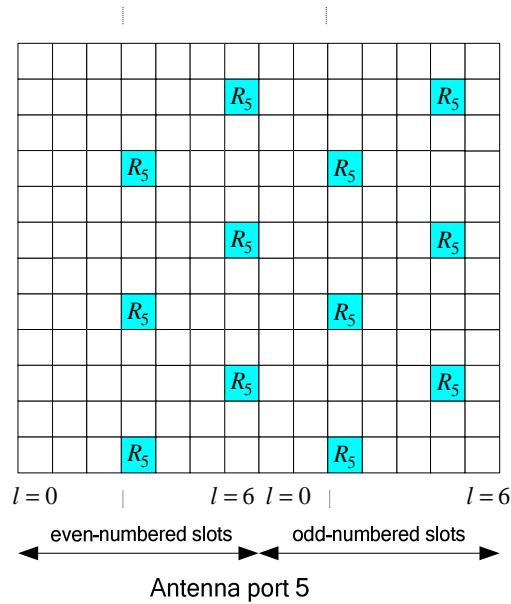 R5 R5
R5 R5
R5 R5
R5 R5
R5 R5
R5 R5
l = 0 l = 6 l = 0 l = 6
even-numbered slots odd-numbered slots
Antenna port 5